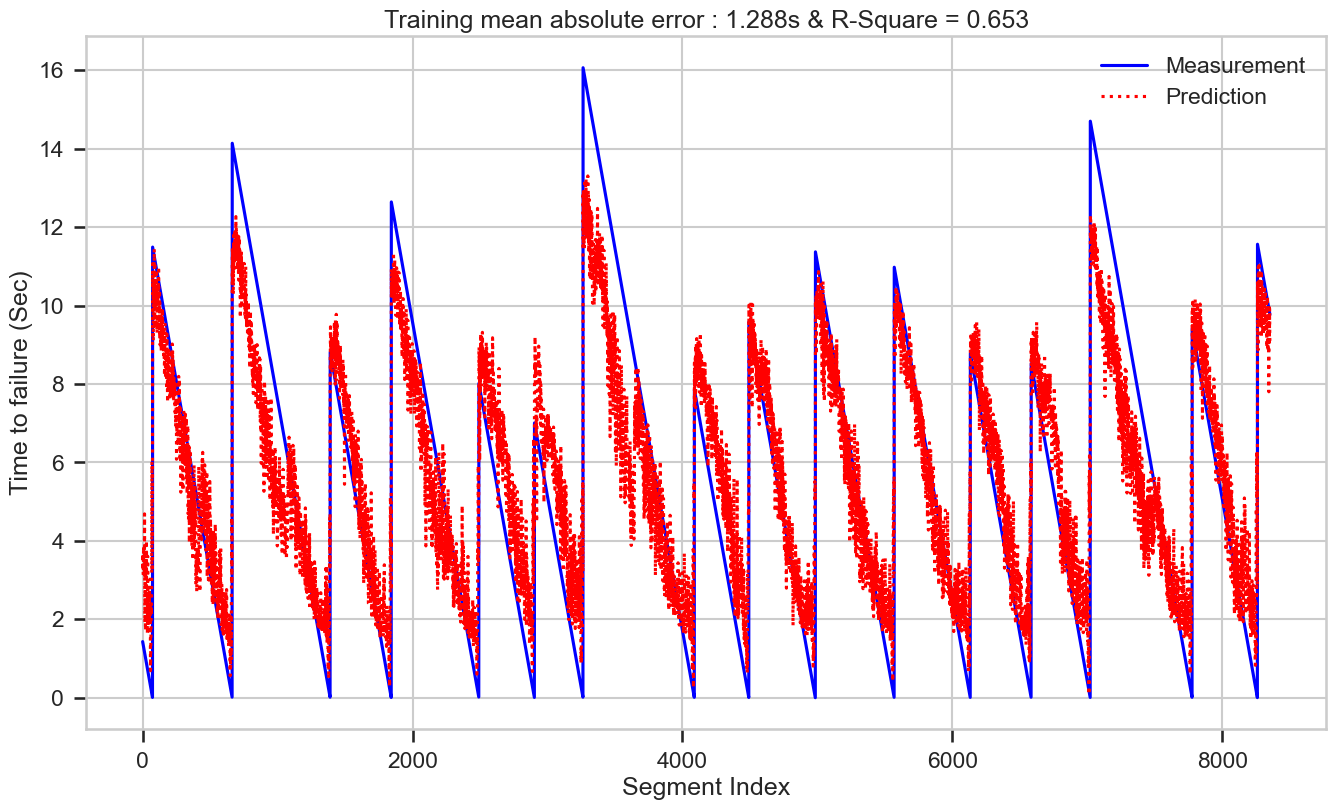 Training mean absolute error : 1.288s & R-Square = 0.653
Measurement
Prediction
Time to failure (Sec)
16
14
12
10
8
6
4
2
0
0 2000 4000 6000 8000
Segment Index